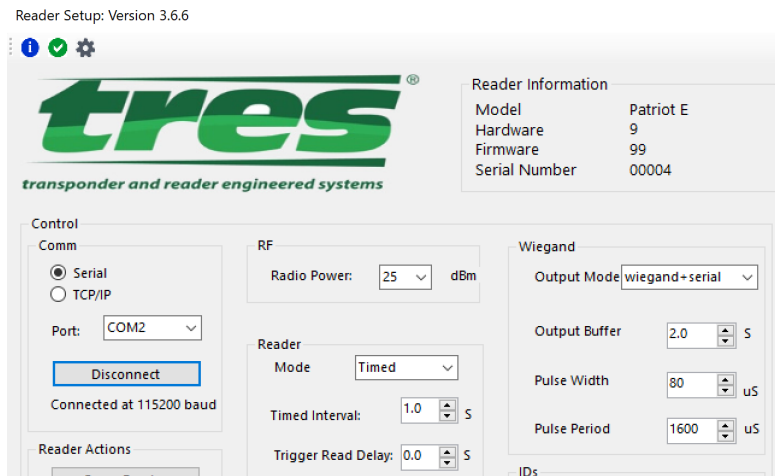 Reader Setup: Version 3.6.6
tres®
transponder and reader engineered systems
Reader Information
Model Patriot E
Hardware 9
Firmware 99
Serial Number 00004
Control
Comm
Serial
TCP/IP
Port: COM2
Disconnect
Connected at 115200 baud
Reader Actions
RF
Radio Power: 25 dBm
Reader
Mode Timed
Timed Interval: 1.0 S
Trigger Read Delay: 0.0 S
Wiegand
Output Mode wiegand+serial
Output Buffer 2.0 S
Pulse Width 80 uS
Pulse Period 1600 uS
IDs